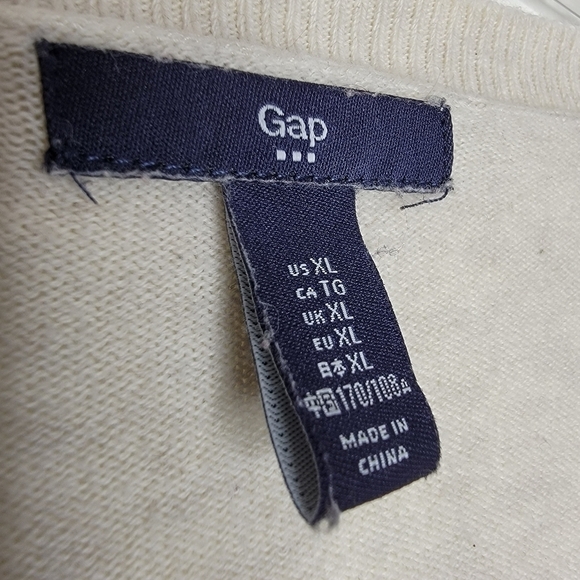 Gap
US XL
CA TG
UK XL
EU XL
日本 XL
中国 170/108A
MADE IN
CHINA